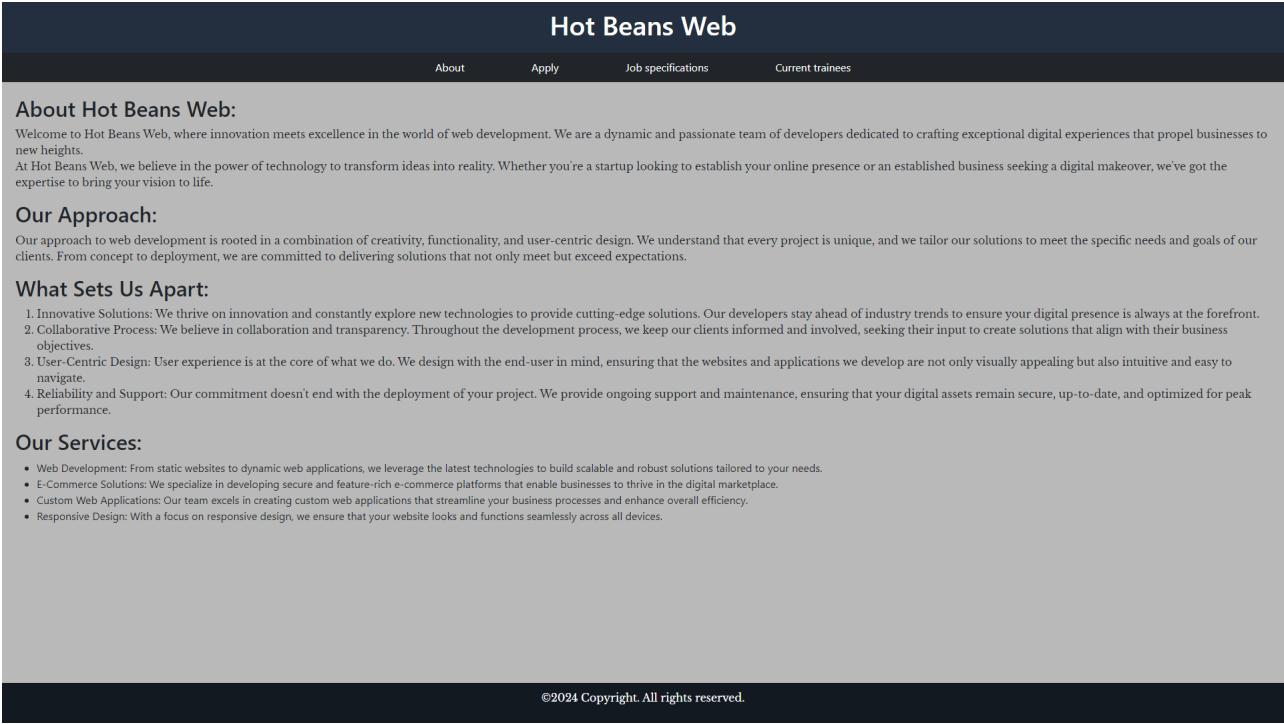 Hot Beans Web
About Apply Job specifications Current trainees
About Hot Beans Web:
Welcome to Hot Beans Web, where innovation meets excellence in the world of web development. We are a dynamic and passionate team of developers dedicated to crafting exceptional digital experiences that propel businesses to
new heights.
At Hot Beans Web, we believe in the power of technology to transform ideas into reality. Whether you're a startup looking to establish your online presence or an established business seeking a digital makeover, we've got the
expertise to bring your vision to life.
Our Approach:
Our approach to web development is rooted in a combination of creativity, functionality, and user-centric design. We understand that every project is unique, and we tailor our solutions to meet the specific needs and goals of our
clients. From concept to deployment, we are committed to delivering solutions that not only meet but exceed expectations.
What Sets Us Apart:
1. Innovative Solutions: We thrive on innovation and constantly explore new technologies to provide cutting-edge solutions. Our developers stay ahead of industry trends to ensure your digital presence is always at the forefront.
2. Collaborative Process: We believe in collaboration and transparency. Throughout the development process, we keep our clients informed and involved, seeking their input to create solutions that align with their business
objectives.
3. User-Centric Design: User experience is at the core of what we do. We design with the end-user in mind, ensuring that the websites and applications we develop are not only visually appealing but also intuitive and easy to
navigate.
4. Reliability and Support: Our commitment doesn't end with the deployment of your project. We provide ongoing support and maintenance, ensuring that your digital assets remain secure, up-to-date, and optimized for peak
performance.
Our Services:
• Web Development: From static websites to dynamic web applications, we leverage the latest technologies to build scalable and robust solutions tailored to your needs.
• E-Commerce Solutions: We specialize in developing secure and feature-rich e-commerce platforms that enable businesses to thrive in the digital marketplace.
• Custom Web Applications: Our team excels in creating custom web applications that streamline your business processes and enhance overall efficiency.
• Responsive Design: With a focus on responsive design, we ensure that your website looks and functions seamlessly across all devices.
©2024 Copyright. All rights reserved.